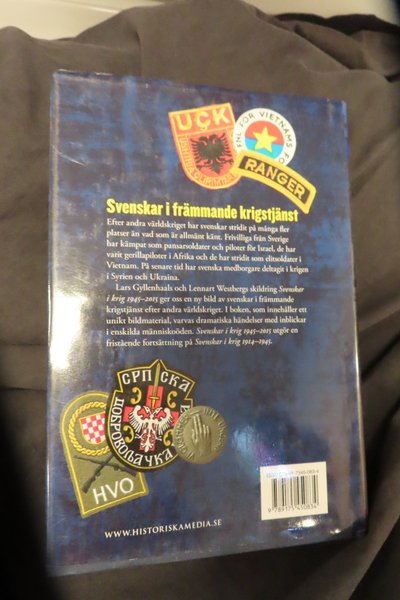 UÇK
FNL FÖR VIETNAMS FO
RANGER
Svenskar i främmande krigstjänst
Efter andra världskriget har svenskar stridit på många fler
platser än vad som är allmänt känt. Frivilliga från Sverige
har kämpat som pansarsoldater och piloter för Israel, de har
varit gerillapiloter i Afrika och de har stridit som elitsoldater i
Vietnam. På senare tid har svenska medborgare deltagit i krigen
i Syrien och Ukraina.
Lars Gyllenhaals och Lennart Westbergs skildring Svenskar
i krig 1945–2015 ger oss en ny bild av svenskar i främmande
krigstjänst efter andra världskriget. I boken, som innehåller ett
unikt bildmaterial, varvas dramatiska händelser med inblickar
i enskilda människoöden. Svenskar i krig 1945–2015 utgör en
fristående fortsättning på Svenskar i krig 1914–1945.
СРПСКА
ДОБРОВОЉАЧКА
HVO
9 789175 450834
WWW.HISTORISKAMEDIA.SE